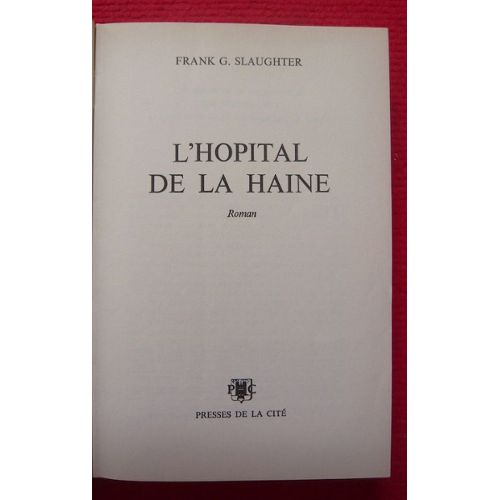 FRANK G. SLAUGHTER
L'HOPITAL
DE LA HAINE
Roman
P C
PRESSES DE LA CITÉ